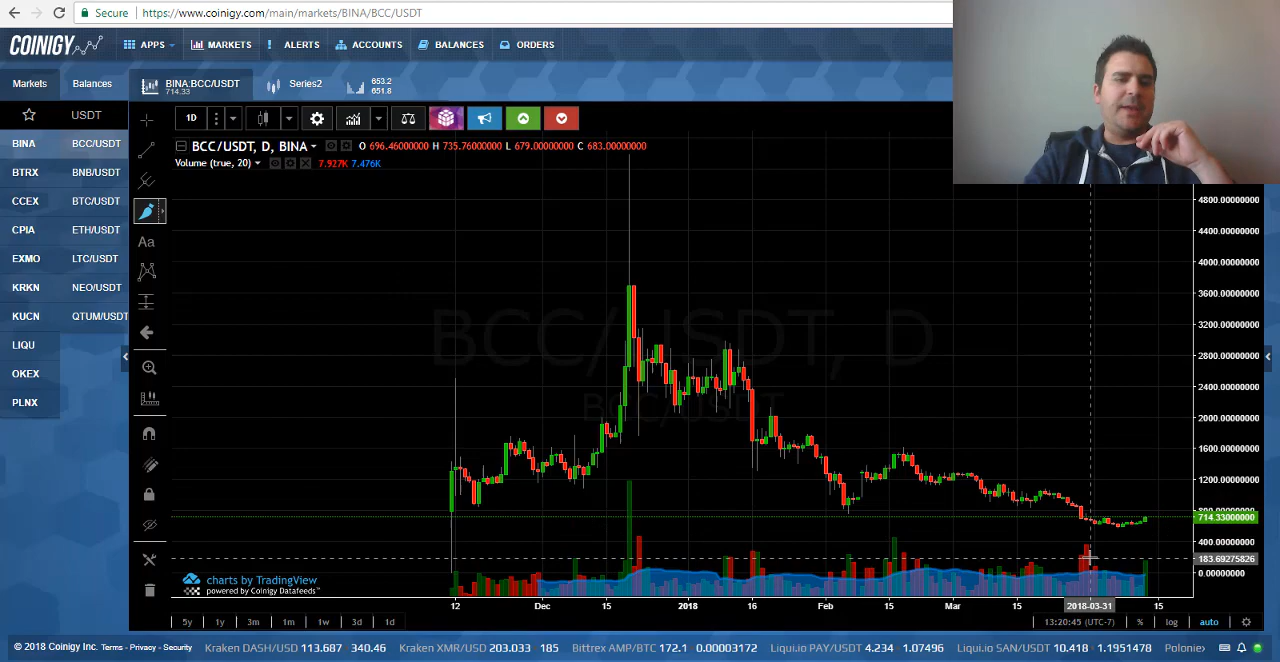 Secure https://www.coinigy.com/main/markets/BINA/BCC/USDT
COINIGY APPS MARKETS ALERTS ACCOUNTS BALANCES ORDERS
Markets Balances BINA:BCC/USDT 714.33 Series2 653.2 651.8
USDT
1D
BCC/USDT, D, BINA O 696.46000000 H 735.76000000 L 679.00000000 C 683.00000000
Volume (true, 20) 7.927K 7.476K
BINA BCC/USDT
BTRX BNB/USDT
CCEX BTC/USDT
CPIA ETH/USDT
EXMO LTC/USDT
KRKN NEO/USDT
KUCN QTUM/USDT
LIQU
OKEX
PLNX
Aa
BCC/USDT, D
BCC/USDT
4800.00000000
4400.00000000
4000.00000000
3600.00000000
3200.00000000
2800.00000000
2400.00000000
2000.00000000
1600.00000000
1200.00000000
714.33000000
400.00000000
183.69275826
0.00000000
charts by TradingView
powered by Coinigy Datafeeds™
12 Dec 15 2018 16 Feb 15 Mar 15 2018-03-31 15
5y 1y 3m 1m 1w 3d 1d 13:20:45 (UTC-7) % log auto
© 2018 Coinigy Inc. Terms - Privacy - Security Kraken DASH/USD 113.687 340.46 Kraken XMR/USD 203.033 185 Bittrex AMP/BTC 172.1 0.00003172 Liqui.io PAY/USDT 4.234 1.07496 Liqui.io SAN/USDT 10.418 1.1951478 Polonie